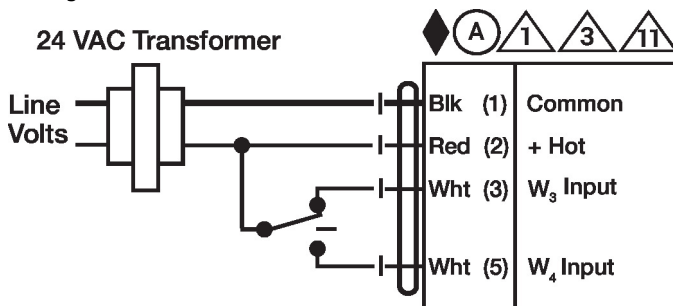 24 VAC Transformer
A 1 3 11
Line
Volts
Blk (1) Common
Red (2) + Hot
Wht (3) W₃ Input
Wht (5) W₄ Input